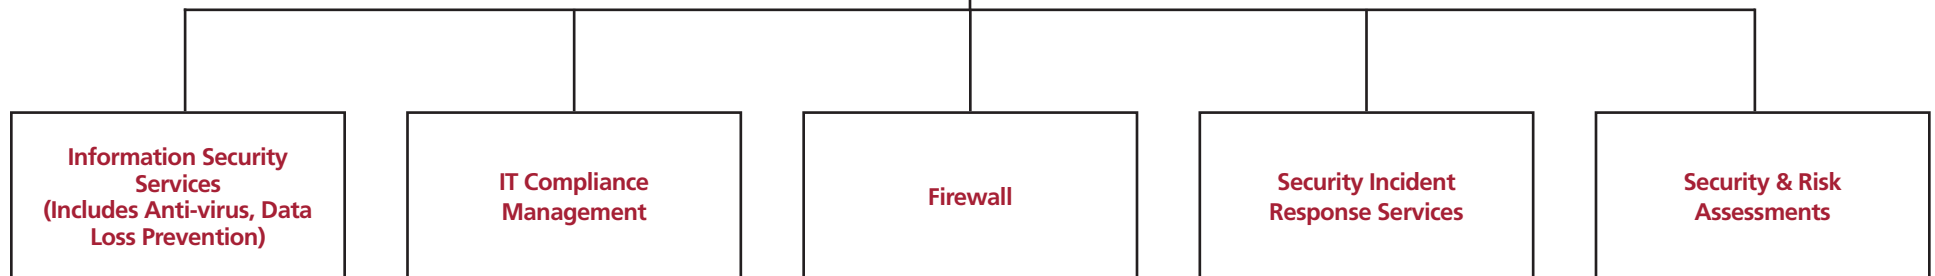 Information Security
Services
(Includes Anti-virus, Data
Loss Prevention)
IT Compliance
Management
Firewall
Security Incident
Response Services
Security & Risk
Assessments